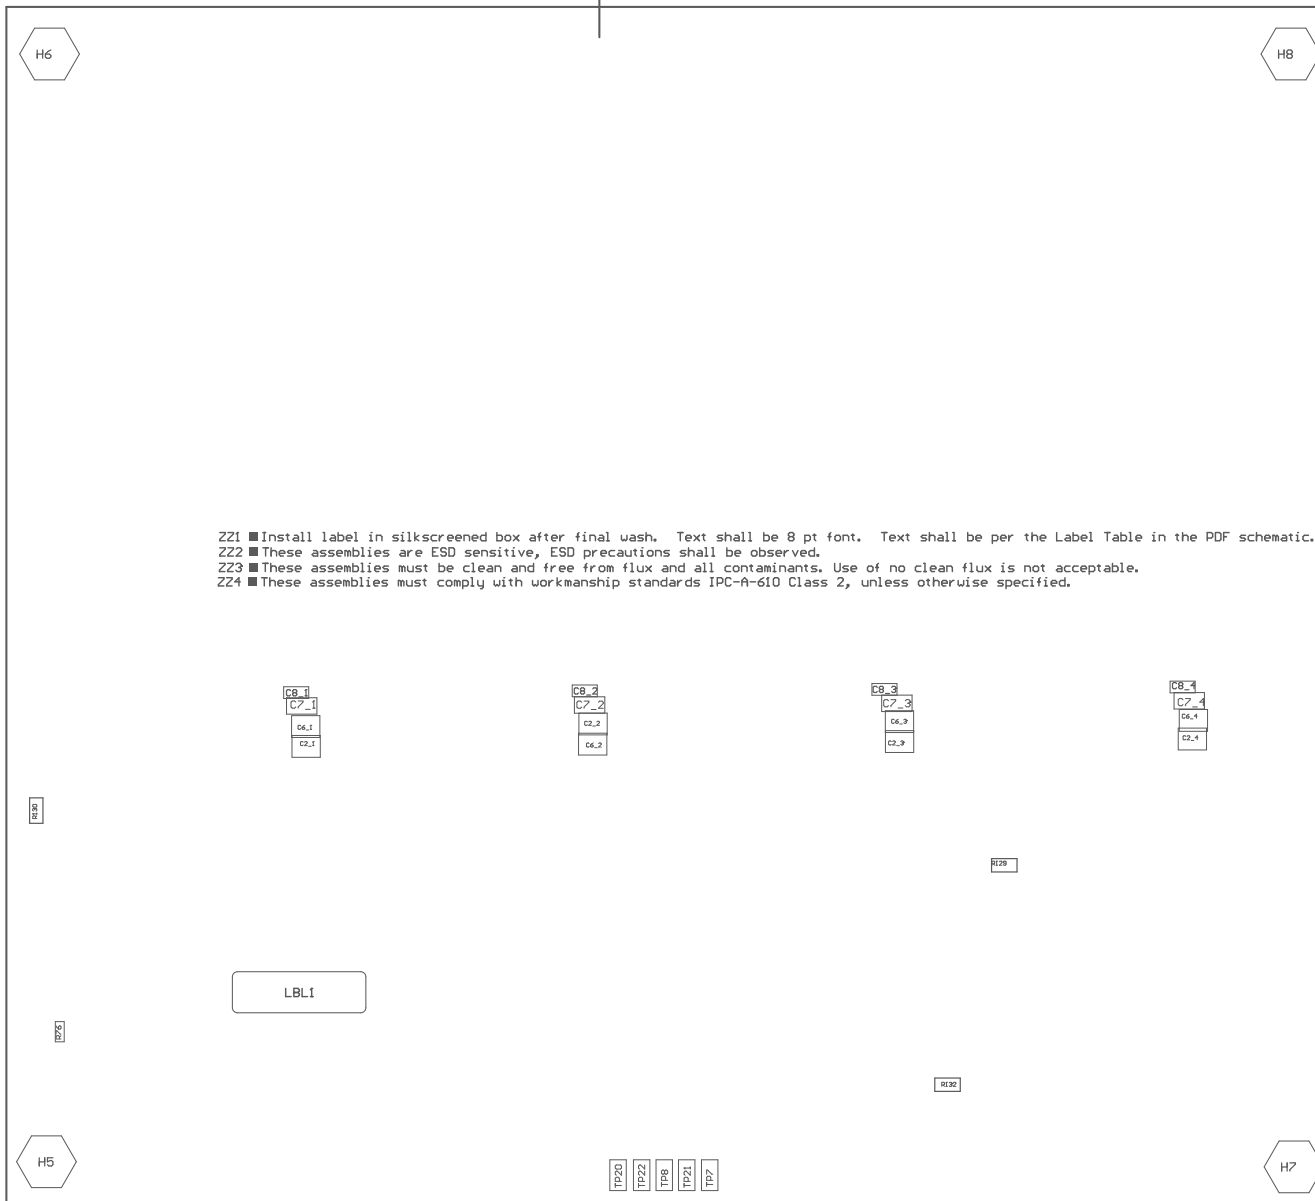 H6
H8
ZZ1 ■ Install label in silkscreened box after final wash. Text shall be 8 pt font. Text shall be per the Label Table in the PDF schematic.
ZZ2 ■ These assemblies are ESD sensitive, ESD precautions shall be observed.
ZZ3 ■ These assemblies must be clean and free from flux and all contaminants. Use of no clean flux is not acceptable.
ZZ4 ■ These assemblies must comply with workmanship standards IPC-A-610 Class 2, unless otherwise specified.
C8_1
C7_1
C6_1
C2_1
C8_2
C7_2
C2_2
C6_2
C8_3
C7_3
C6_3
C2_3
C8_4
C7_4
C6_4
C2_4
R130
R129
LBL1
R76
R132
H5
TP20
TP22
TP8
TP21
TP7
H7